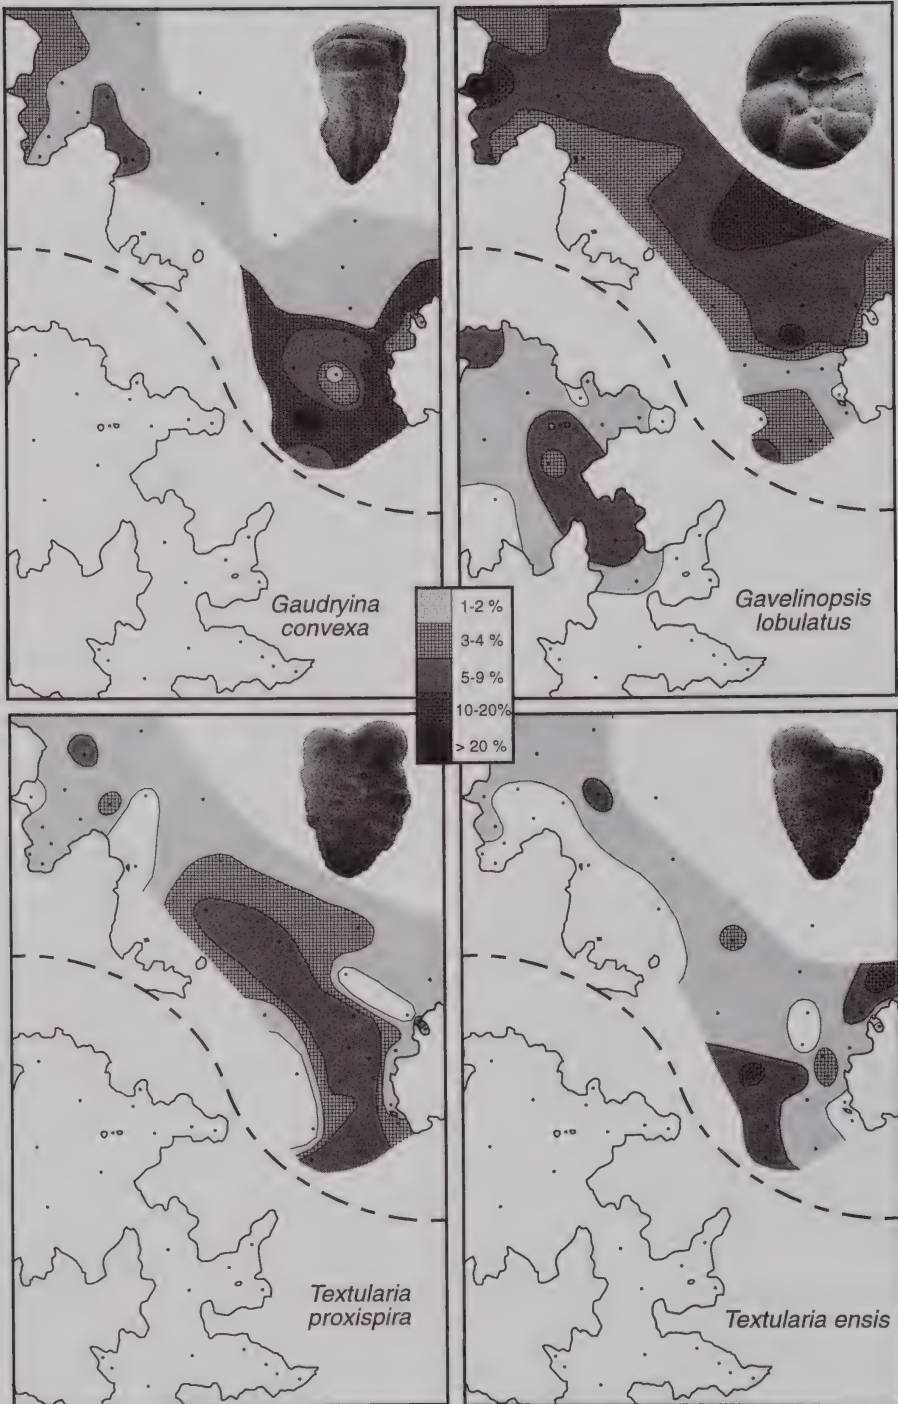 Gaudryina
convexa
Gavelinopsis
lobulatus
1-2 %
3-4 %
5-9 %
10-20%
> 20 %
Textularia
proxispira
Textularia ensis